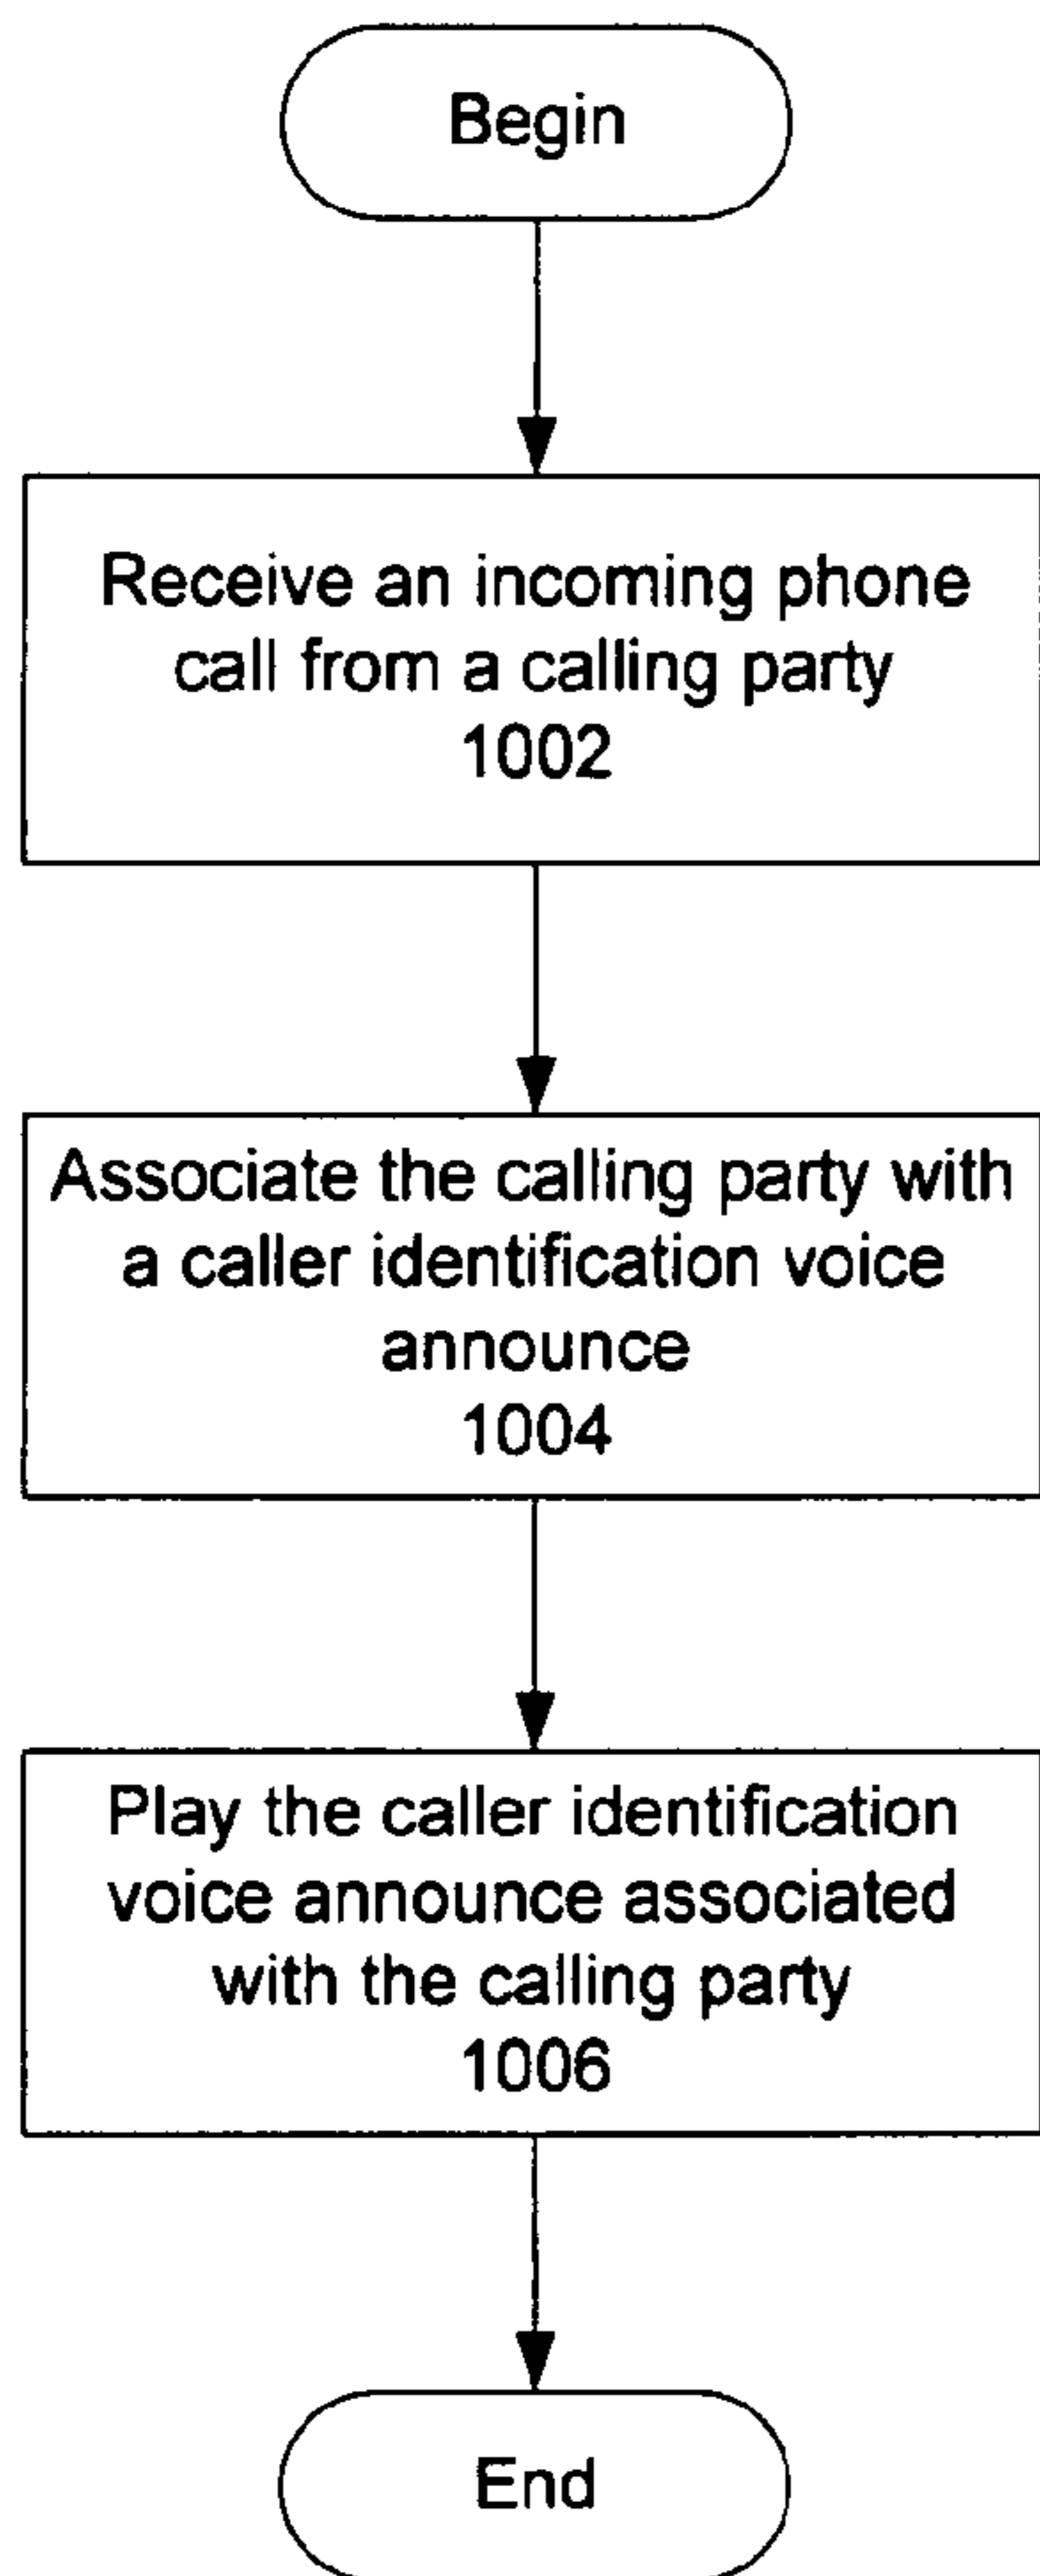 Begin
Receive an incoming phone
call from a calling party
1002
Associate the calling party with
a caller identification voice
announce
1004
Play the caller identification
voice announce associated
with the calling party
1006
End